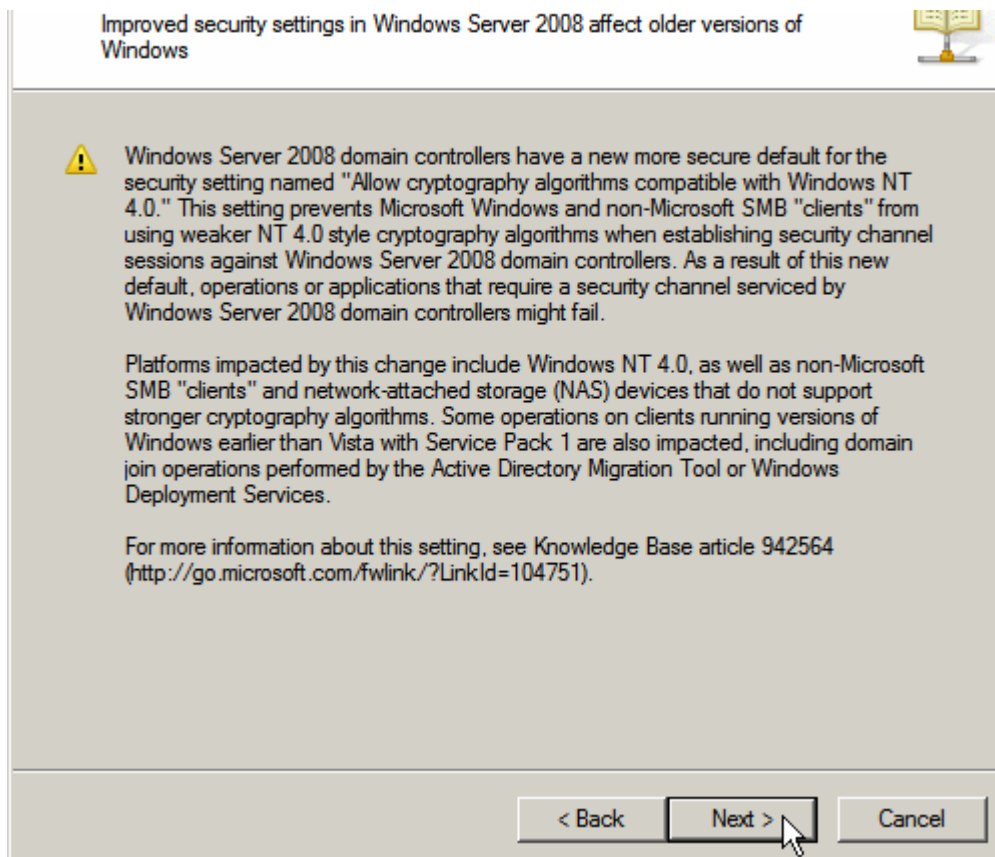 Improved security settings in Windows Server 2008 affect older versions of
Windows
Windows Server 2008 domain controllers have a new more secure default for the
security setting named "Allow cryptography algorithms compatible with Windows NT
4.0." This setting prevents Microsoft Windows and non-Microsoft SMB "clients" from
using weaker NT 4.0 style cryptography algorithms when establishing security channel
sessions against Windows Server 2008 domain controllers. As a result of this new
default, operations or applications that require a security channel serviced by
Windows Server 2008 domain controllers might fail.
Platforms impacted by this change include Windows NT 4.0, as well as non-Microsoft
SMB "clients" and network-attached storage (NAS) devices that do not support
stronger cryptography algorithms. Some operations on clients running versions of
Windows earlier than Vista with Service Pack 1 are also impacted, including domain
join operations performed by the Active Directory Migration Tool or Windows
Deployment Services.
For more information about this setting, see Knowledge Base article 942564
(http://go.microsoft.com/fwlink/?LinkId=104751).
< Back Next > Cancel